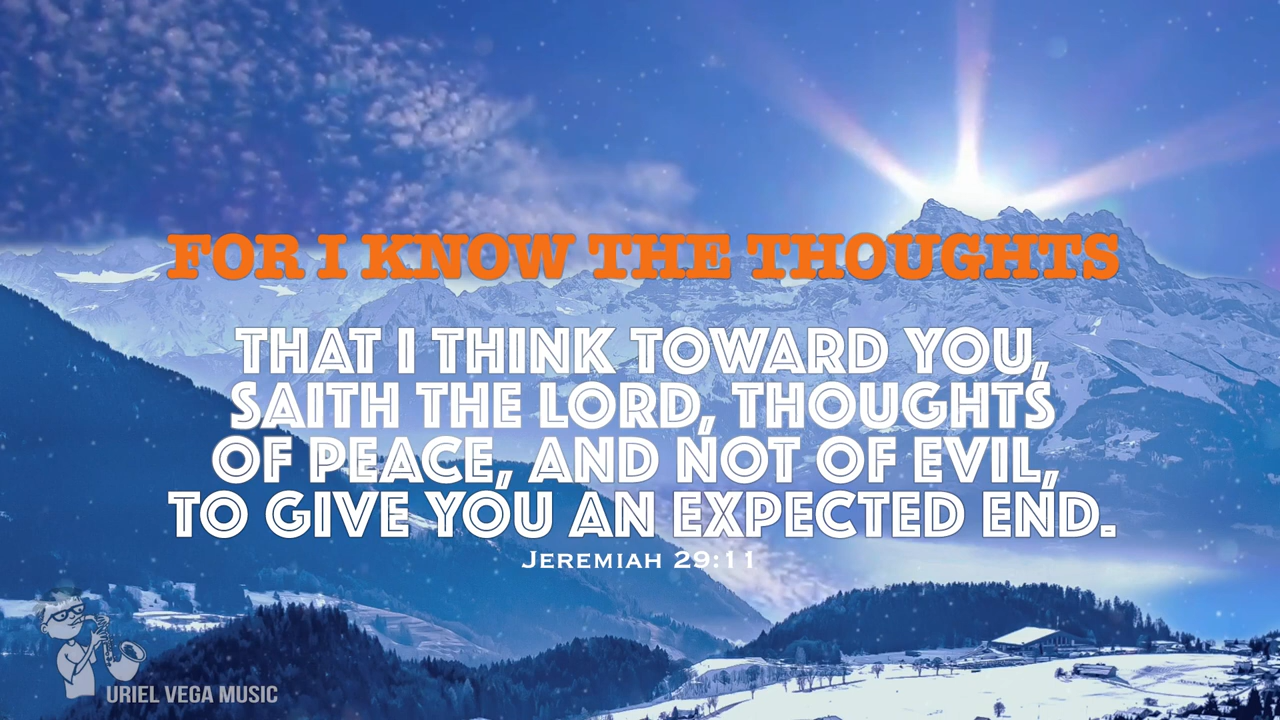 FOR I KNOW THE THOUGHTS
THAT I THINK TOWARD YOU,
SAITH THE LORD, THOUGHTS
OF PEACE, AND NOT OF EVIL,
TO GIVE YOU AN EXPECTED END.
JEREMIAH 29:11
URIEL VEGA MUSIC